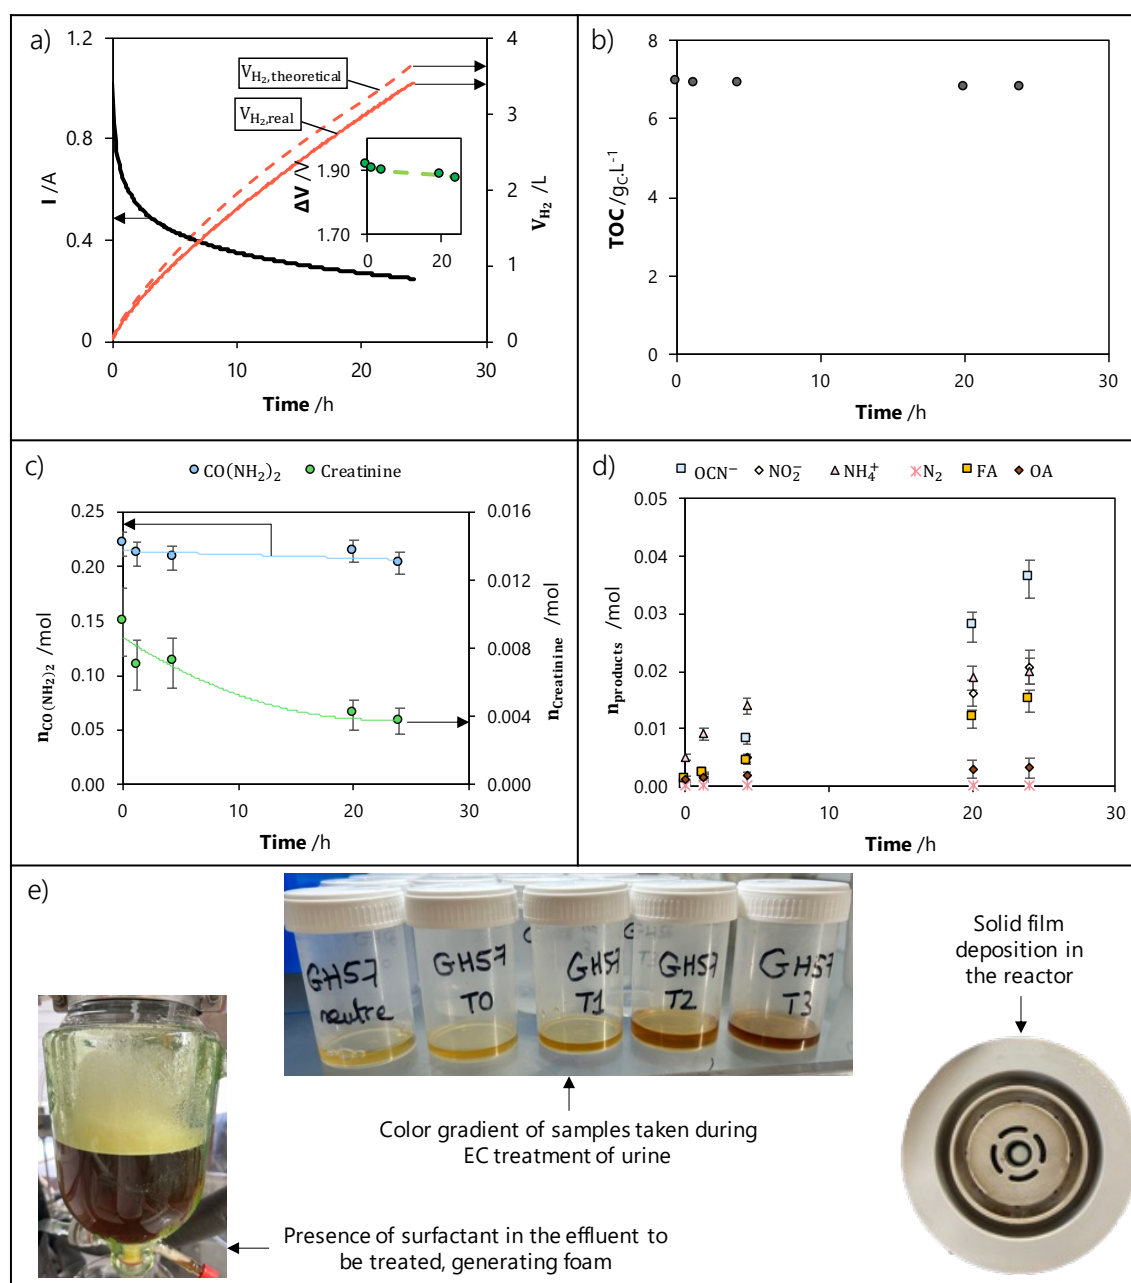 a)
1.2
0.8
0.4
0
I /A
0
10
20
30
Time /h
4
3
2
1
0
V_H₂ /L
V_H₂,theoretical
V_H₂,real
ΔV /V
1.90
1.70
0
20
b)
8
6
4
2
0
TOC /g_C.L⁻¹
0
10
20
30
Time /h
c)
CO(NH₂)₂
Creatinine
0.25
0.20
0.15
0.10
0.05
0.00
n_CO(NH₂)₂ /mol
0.016
0.012
0.008
0.004
0.000
n_Creatinine /mol
0
10
20
30
Time /h
d)
OCN⁻ NO₂⁻ NH₄⁺ N₂ FA OA
0.05
0.04
0.03
0.02
0.01
0.00
n_products /mol
0
10
20
30
Time /h
e)
GH57
neutre
GH57
T0
GH57
T1
GH57
T2
GH57
T3
Color gradient of samples taken during
EC treatment of urine
Solid film
deposition in
the reactor
Presence of surfactant in the effluent to
be treated, generating foam